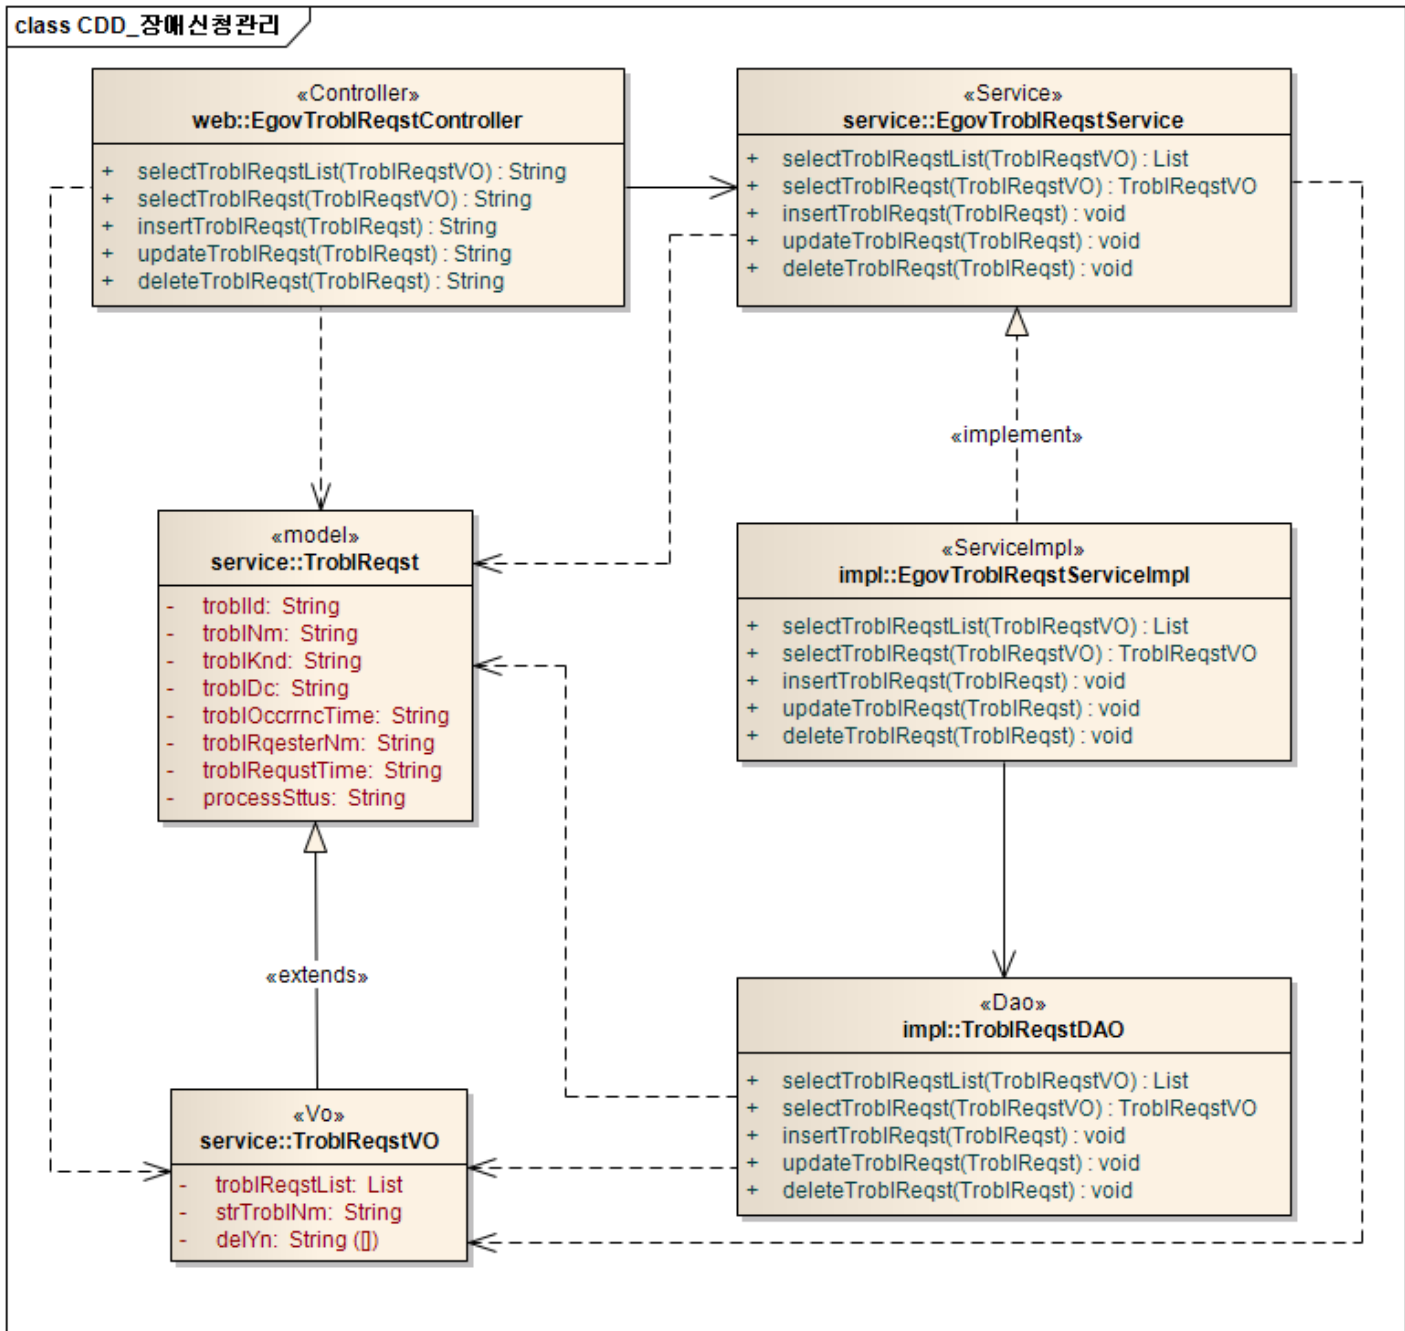 class CDD_장애신청관리
«Controller»
web::EgovTroblReqstController
+ selectTroblReqstList(TroblReqstVO) : String
+ selectTroblReqst(TroblReqstVO) : String
+ insertTroblReqst(TroblReqst) : String
+ updateTroblReqst(TroblReqst) : String
+ deleteTroblReqst(TroblReqst) : String
«Service»
service::EgovTroblReqstService
+ selectTroblReqstList(TroblReqstVO) : List
+ selectTroblReqst(TroblReqstVO) : TroblReqstVO
+ insertTroblReqst(TroblReqst) : void
+ updateTroblReqst(TroblReqst) : void
+ deleteTroblReqst(TroblReqst) : void
«implement»
«model»
service::TroblReqst
- troblId: String
- troblNm: String
- troblKnd: String
- troblDc: String
- troblOccrrncTime: String
- troblRqesterNm: String
- troblRequstTime: String
- processSttus: String
«ServiceImpl»
impl::EgovTroblReqstServiceImpl
+ selectTroblReqstList(TroblReqstVO) : List
+ selectTroblReqst(TroblReqstVO) : TroblReqstVO
+ insertTroblReqst(TroblReqst) : void
+ updateTroblReqst(TroblReqst) : void
+ deleteTroblReqst(TroblReqst) : void
«extends»
«Vo»
service::TroblReqstVO
- troblReqstList: List
- strTroblNm: String
- delYn: String ([])
«Dao»
impl::TroblReqstDAO
+ selectTroblReqstList(TroblReqstVO) : List
+ selectTroblReqst(TroblReqstVO) : TroblReqstVO
+ insertTroblReqst(TroblReqst) : void
+ updateTroblReqst(TroblReqst) : void
+ deleteTroblReqst(TroblReqst) : void